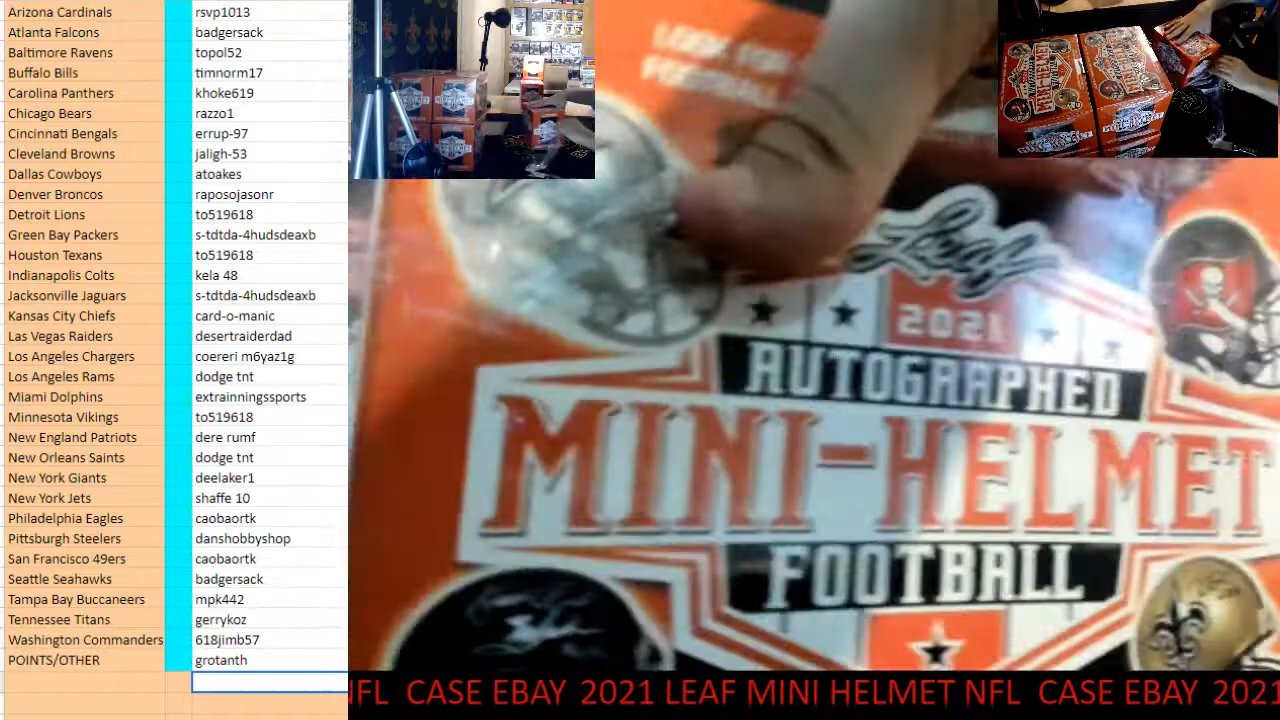 Arizona Cardinals rsvp1013
Atlanta Falcons badgersack
Baltimore Ravens topol52
Buffalo Bills timnorm17
Carolina Panthers khoke619
Chicago Bears razzo1
Cincinnati Bengals errup-97
Cleveland Browns jaligh-53
Dallas Cowboys atoakes
Denver Broncos raposojasonr
Detroit Lions to519618
Green Bay Packers s-tdtda-4hudsdeaxb
Houston Texans to519618
Indianapolis Colts kela 48
Jacksonville Jaguars s-tdtda-4hudsdeaxb
Kansas City Chiefs card-o-manic
Las Vegas Raiders desertraiderdad
Los Angeles Chargers coereri m6yaz1g
Los Angeles Rams dodge tnt
Miami Dolphins extrainningssports
Minnesota Vikings to519618
New England Patriots dere rumf
New Orleans Saints dodge tnt
New York Giants deelaker1
New York Jets shaffe 10
Philadelphia Eagles caobaortk
Pittsburgh Steelers danshobbyshop
San Francisco 49ers caobaortk
Seattle Seahawks badgersack
Tampa Bay Buccaneers mpk442
Tennessee Titans gerrykoz
Washington Commanders 618jimb57
POINTS/OTHER grotanth
LOOK FOR
FOOTBALL
Leaf
2021
AUTOGRAPHED
MINI-HELMET
FOOTBALL
MINI-HELMET
NFL CASE EBAY 2021 LEAF MINI HELMET NFL CASE EBAY 2021